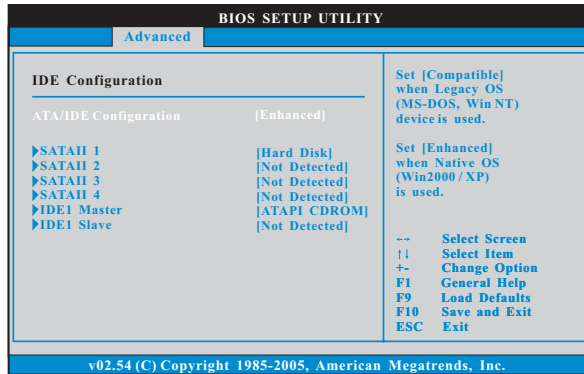 BIOS SETUP UTILITY
Advanced
IDE Configuration
ATA/IDE Configuration [Enhanced]
SATAII 1 [Hard Disk]
SATAII 2 [Not Detected]
SATAII 3 [Not Detected]
SATAII 4 [Not Detected]
IDE1 Master [ATAPI CDROM]
IDE1 Slave [Not Detected]
Set [Compatible]
when Legacy OS
(MS-DOS, Win NT)
device is used.
Set [Enhanced]
when Native OS
(Win2000 / XP)
is used.
←→ Select Screen
↑↓ Select Item
+- Change Option
F1 General Help
F9 Load Defaults
F10 Save and Exit
ESC Exit
v02.54 (C) Copyright 1985-2005, American Megatrends, Inc.